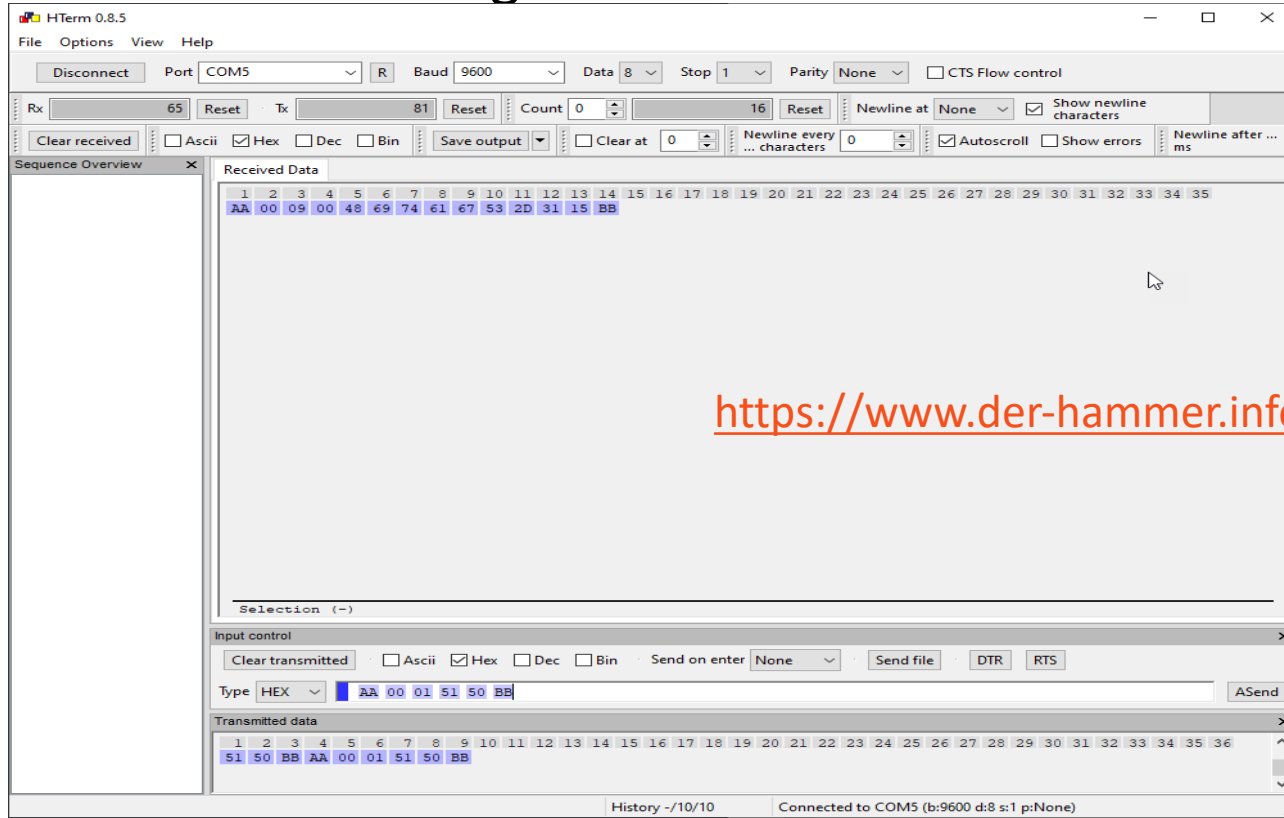 HTerm 0.8.5
File Options View Help
Disconnect Port COM5 R Baud 9600 Data 8 Stop 1 Parity None CTS Flow control
Rx 65 Reset Tx 81 Reset Count 0 16 Reset Newline at None Show newline characters
Clear received Ascii Hex Dec Bin Save output Clear at 0 Newline every ... characters 0 Autoscroll Show errors Newline after ... ms
Sequence Overview
Received Data
1 2 3 4 5 6 7 8 9 10 11 12 13 14 15 16 17 18 19 20 21 22 23 24 25 26 27 28 29 30 31 32 33 34 35
AA 00 09 00 48 69 74 61 67 53 2D 31 15 BB
https://www.der-hammer.info
Selection (-)
Input control
Clear transmitted Ascii Hex Dec Bin Send on enter None Send file DTR RTS
Type HEX AA 00 01 51 50 BB ASend
Transmitted data
1 2 3 4 5 6 7 8 9 10 11 12 13 14 15 16 17 18 19 20 21 22 23 24 25 26 27 28 29 30 31 32 33 34 35 36
51 50 BB AA 00 01 51 50 BB
History -/10/10 Connected to COM5 (b:9600 d:8 s:1 p:None)